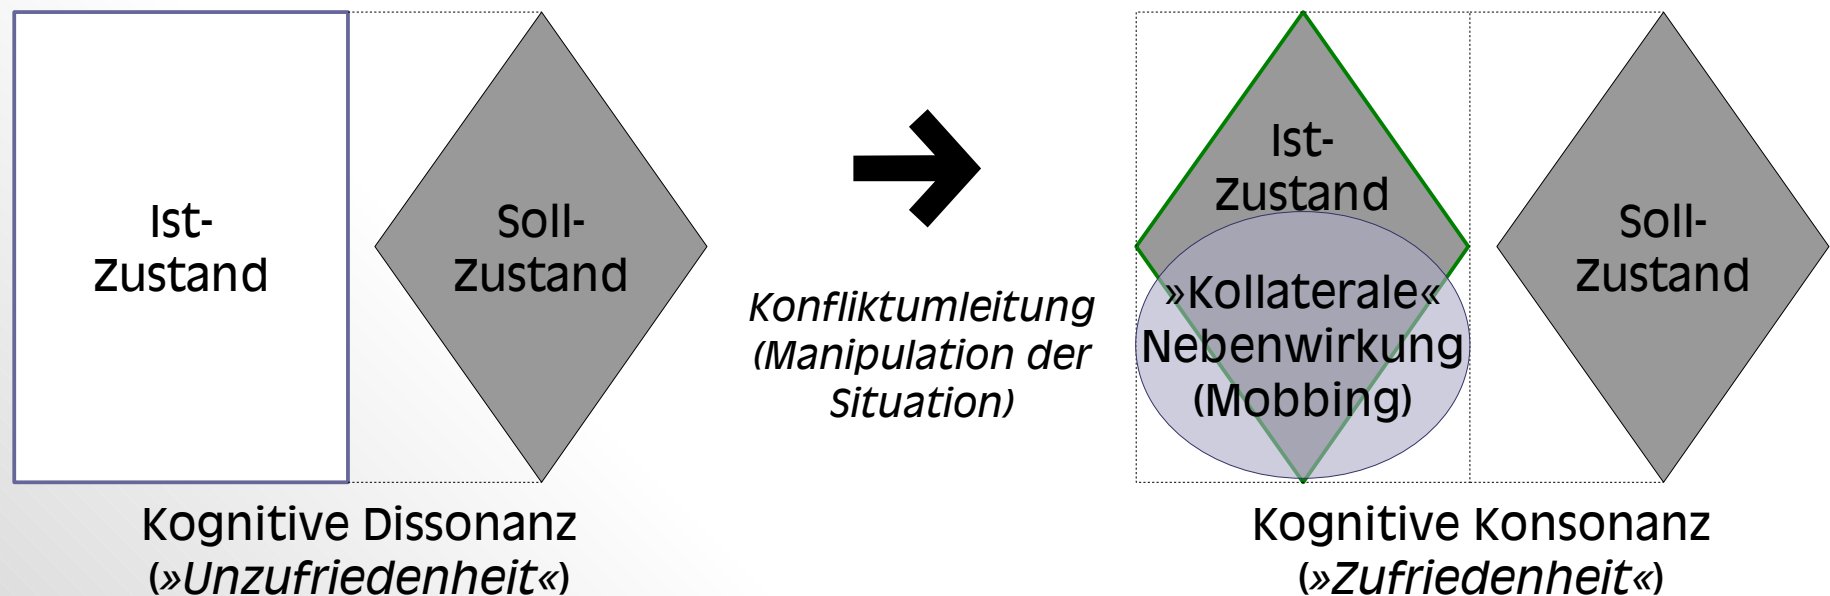 Ist-
Zustand
Soll-
Zustand
Kognitive Dissonanz
(»Unzufriedenheit«)
Konfliktumleitung
(Manipulation der
Situation)
Ist-
Zustand
»Kollaterale«
Nebenwirkung
(Mobbing)
Soll-
Zustand
Kognitive Konsonanz
(»Zufriedenheit«)